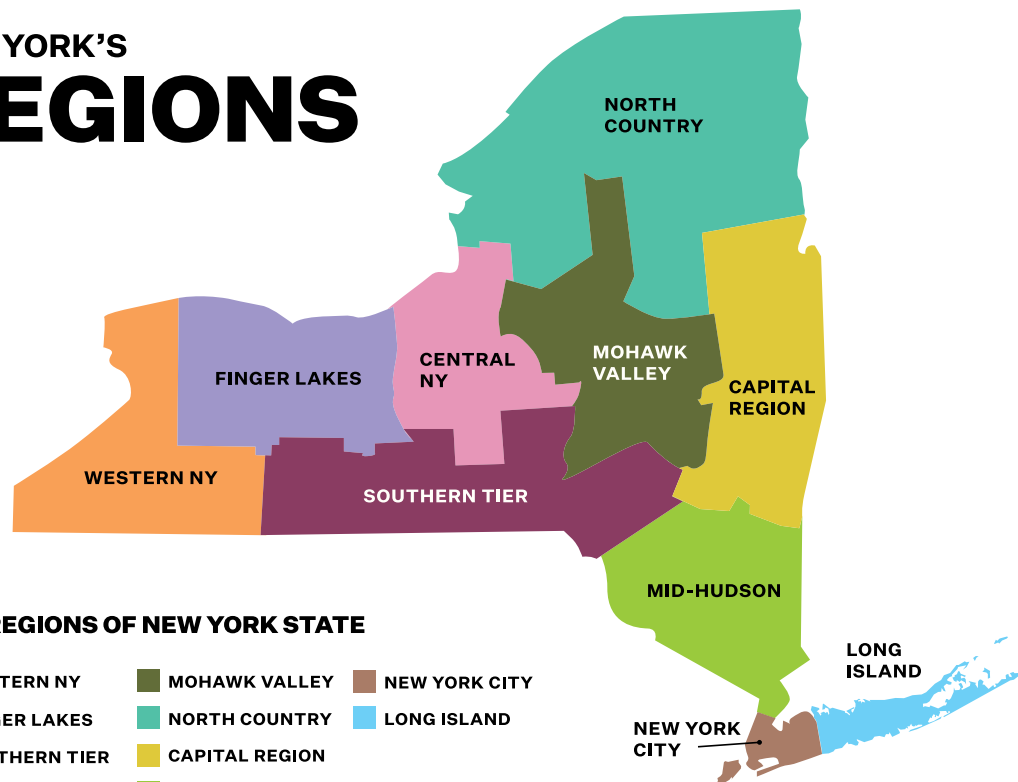 YORK'S
EGIONS
NORTH
COUNTRY
MOHAWK
VALLEY
CENTRAL
NY
FINGER LAKES
CAPITAL
REGION
WESTERN NY
SOUTHERN TIER
MID-HUDSON
LONG
ISLAND
NEW YORK
CITY
REGIONS OF NEW YORK STATE
TERN NY
MOHAWK VALLEY
NEW YORK CITY
GER LAKES
NORTH COUNTRY
LONG ISLAND
THERN TIER
CAPITAL REGION